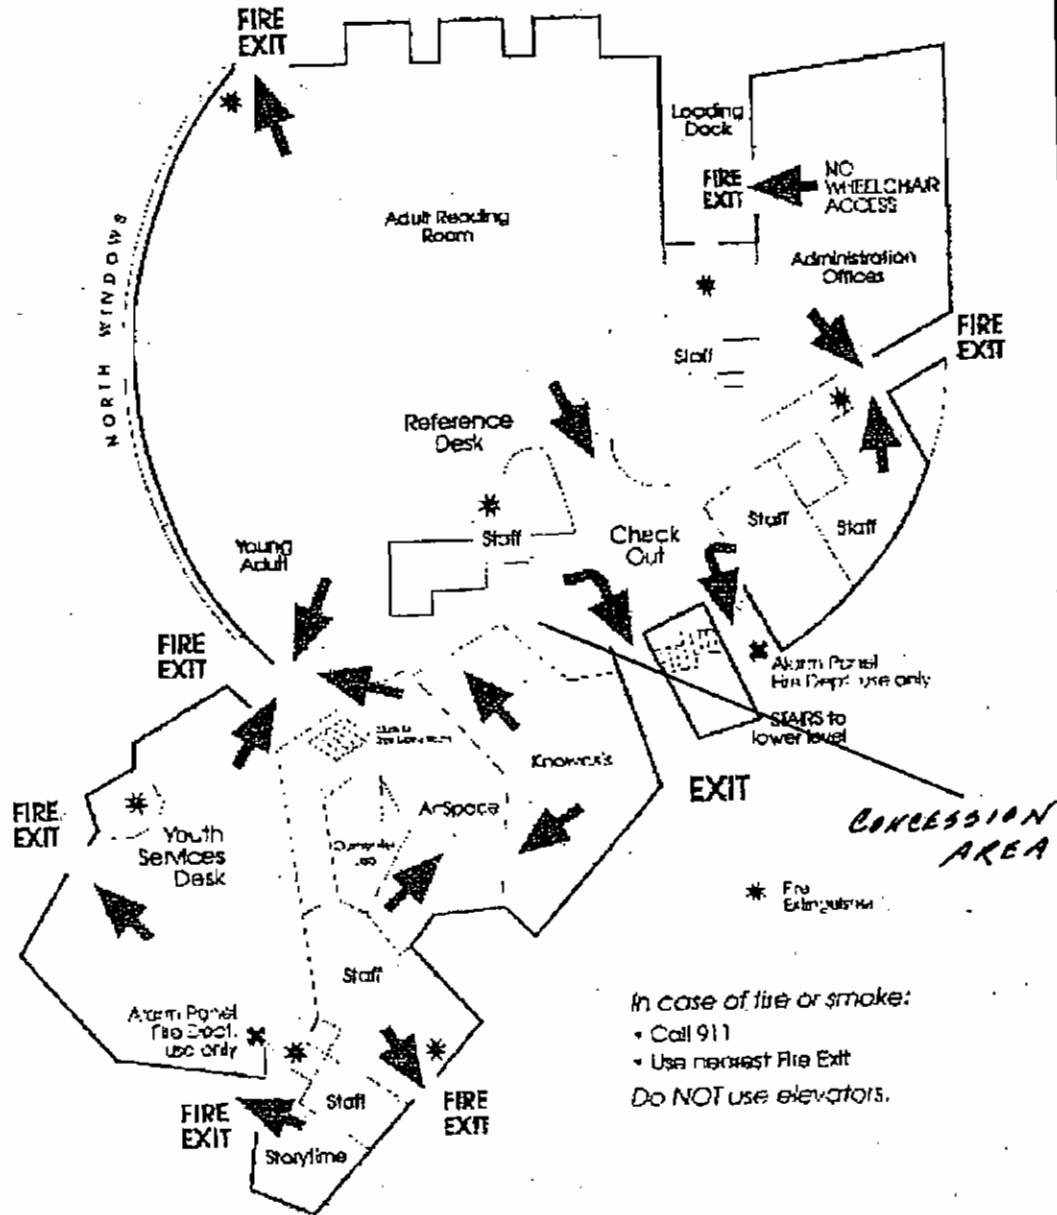 FIRE
EXIT
Loading
Dock
FIRE
EXIT
NO
WHEELCHAIR
ACCESS
Adult Reading
Room
NORTH WINDOWS
Administration
Offices
FIRE
EXIT
Staff
Reference
Desk
Staff
Check
Out
Staff
Staff
Young
Adult
FIRE
EXIT
Alarm Panel
Fire Dept. use only
STAIRS to
lower level
EXIT
ArtSpace
CONCESSION
AREA
FIRE
EXIT
Youth
Services
Desk
Computer
Fire
Extinguisher
Staff
In case of fire or smoke:
• Call 911
• Use nearest Fire Exit
Do NOT use elevators.
Alarm Panel
Fire Dept.
use only
Staff
FIRE
EXIT
FIRE
EXIT
Storytime